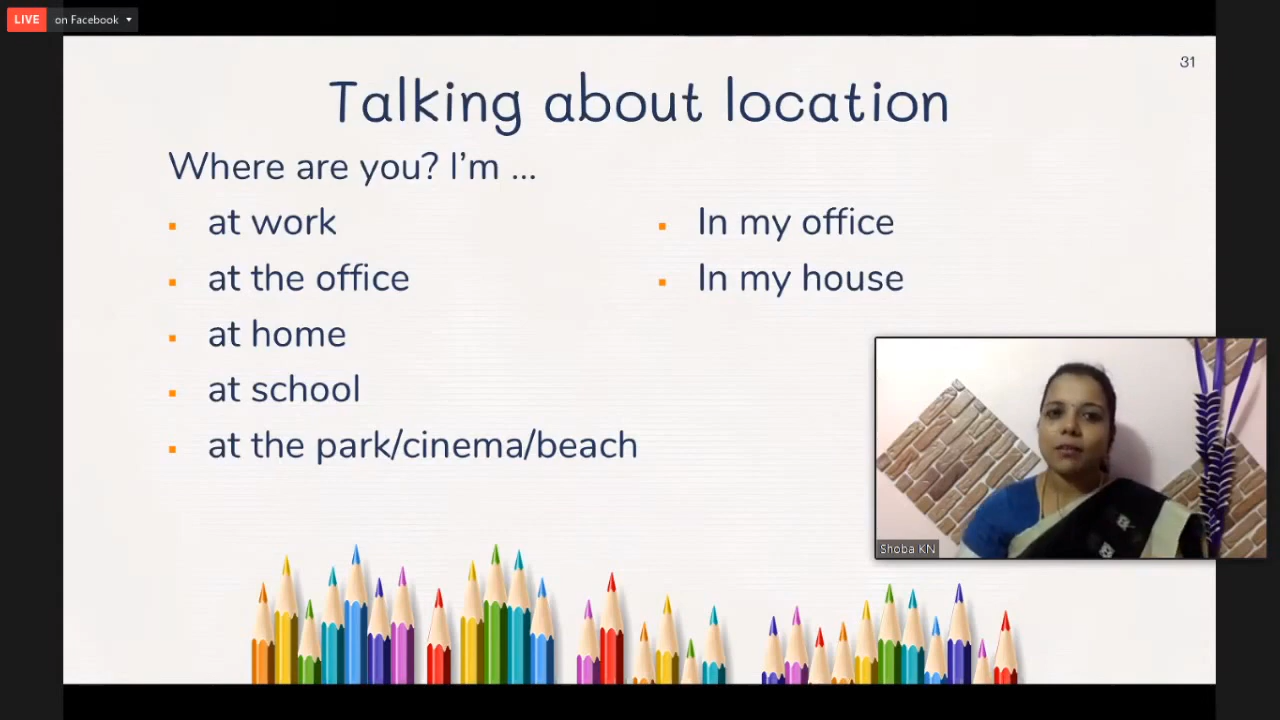 LIVE on Facebook
31
Talking about location
Where are you? I'm ...
at work
at the office
at home
at school
at the park/cinema/beach
In my office
In my house
Shoba KN